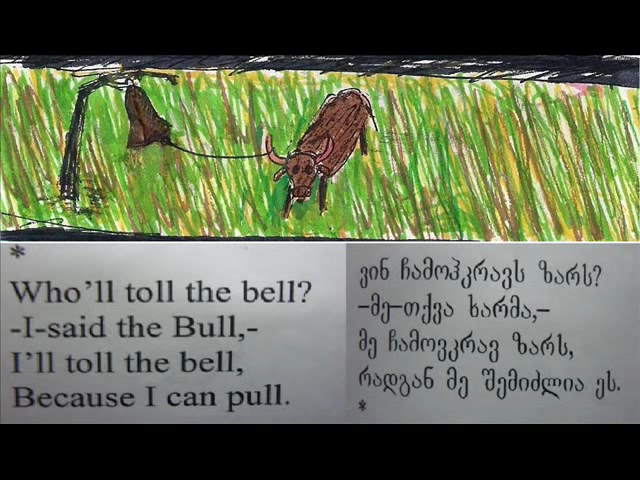 *
Who'll toll the bell?
-I-said the Bull,-
I'll toll the bell,
Because I can pull.
ვინ ჩამოჰკრავს ზარს?
-მე-თქვა ხარმა,-
მე ჩამოვკრავ ზარს,
რადგან მე შემიძლია ეს.
*